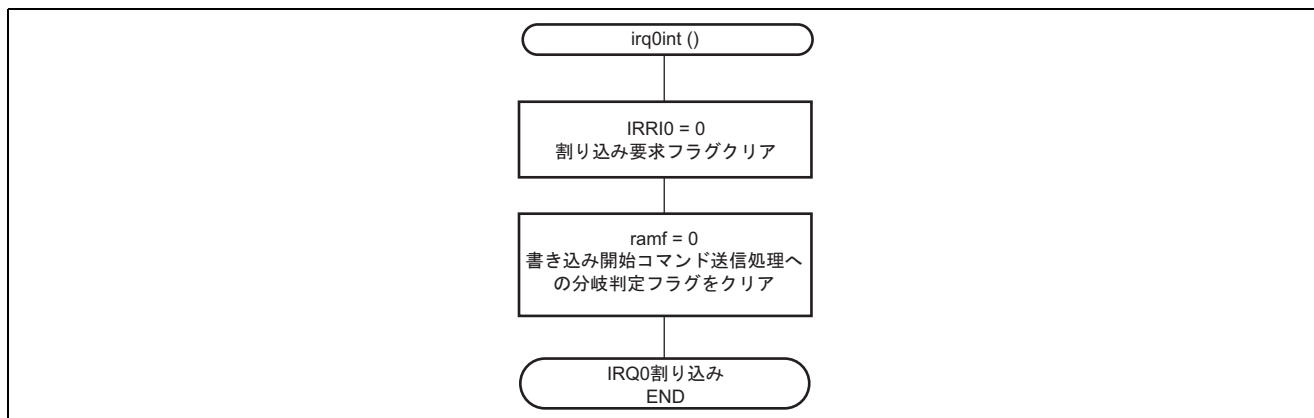 irq0int ()
IRRI0 = 0
割り込み要求フラグクリア
ramf = 0
書き込み開始コマンド送信処理へ
の分岐判定フラグをクリア
IRQ0割り込み
END